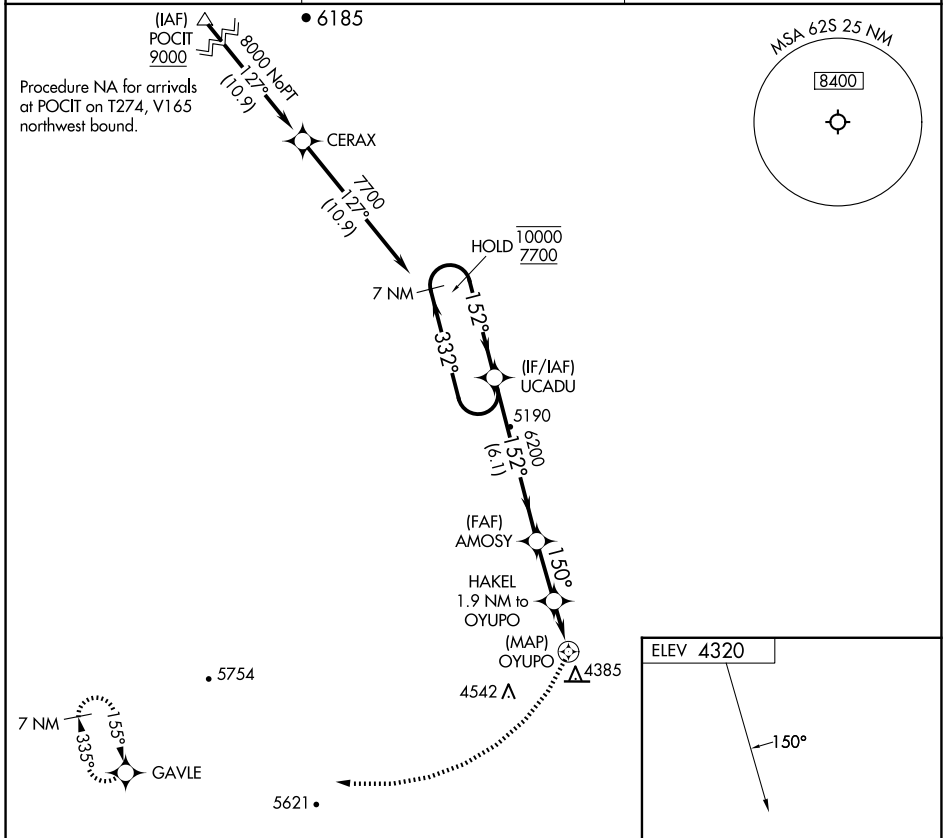 (IAF)
POCIT
9000
6185
MSA 62S 25 NM
8400
8000 NoPT
127°
(10.9)
Procedure NA for arrivals
at POCIT on T274, V165
northwest bound.
CERAX
7700
127°
(10.9)
HOLD 10000
7700
7 NM
152°
332°
(IF/IAF)
UCADU
5190
6200
152°
(6.1)
(FAF)
AMOSY
150°
HAKEL
1.9 NM to
OYUPO
(MAP)
OYUPO
4385
4542
5754
7 NM
155°
335°
GAVLE
5621
ELEV 4320
150°